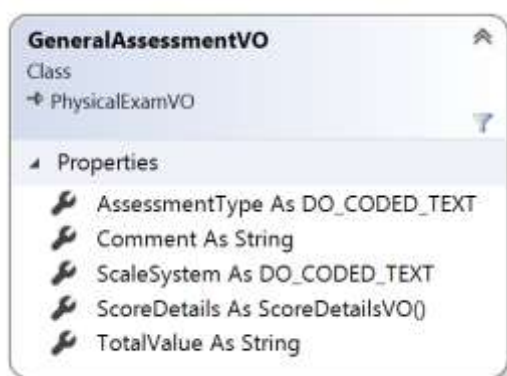 GeneralAssessmentVO
Class
PhysicalExamVO
Properties
AssessmentType As DO_CODED_TEXT
Comment As String
ScaleSystem As DO_CODED_TEXT
ScoreDetails As ScoreDetailsVO()
TotalValue As String